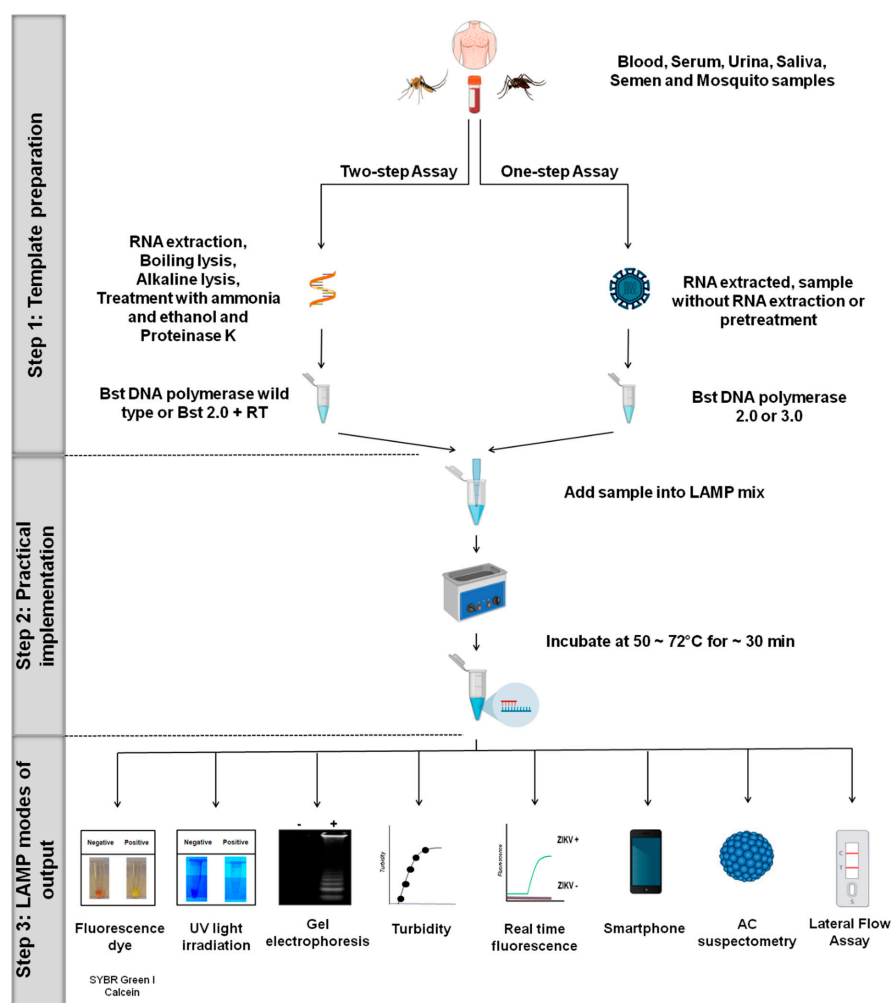 Step 1: Template preparation
Blood, Serum, Urina, Saliva,
Semen and Mosquito samples
Two-step Assay
One-step Assay
RNA extraction,
Boiling lysis,
Alkaline lysis,
Treatment with ammonia
and ethanol and
Proteinase K
RNA extracted, sample
without RNA extraction or
pretreatment
Bst DNA polymerase wild
type or Bst 2.0 + RT
Bst DNA polymerase
2.0 or 3.0
Step 2: Practical
implementation
Add sample into LAMP mix
Incubate at 50 ~ 72°C for ~ 30 min
Step 3: LAMP modes of
output
Negative Positive
Negative Positive
- +
Turbidity
Fluorescence
ZIKV +
ZIKV -
C
T
S
Fluorescence
dye
SYBR Green I
Calcein
UV light
irradiation
Gel
electrophoresis
Turbidity
Real time
fluorescence
Smartphone
AC
suspectometry
Lateral Flow
Assay